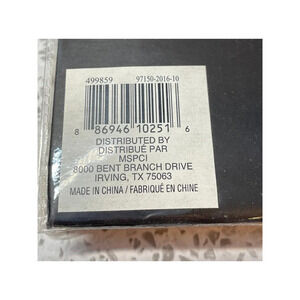 499859 97150-2016-10
8 86946 10251 6
DISTRIBUTED BY
DISTRIBUÉ PAR
MSPCI
8000 BENT BRANCH DRIVE
IRVING, TX 75063
MADE IN CHINA / FABRIQUÉ EN CHINE